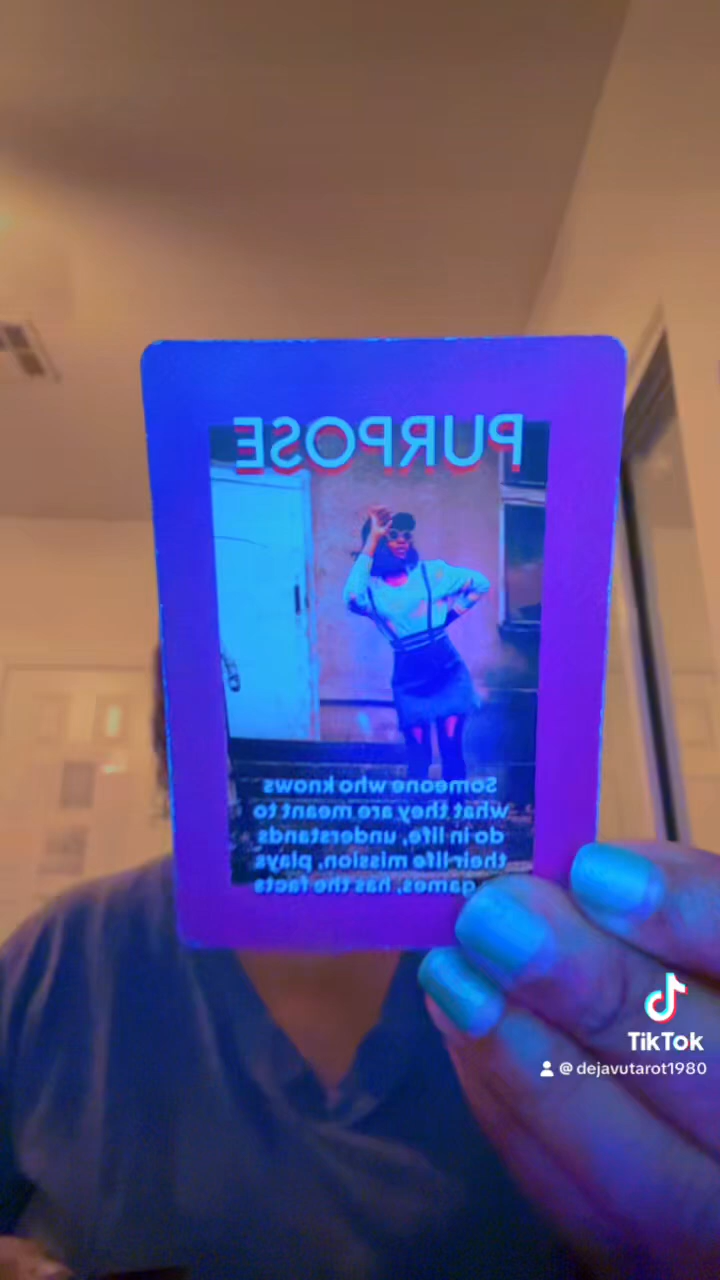 PURPOSE
Someone who knows
what they are meant to
do in life, understands
their life mission, plays
games, has the facts
TikTok
@dejavutarot1980